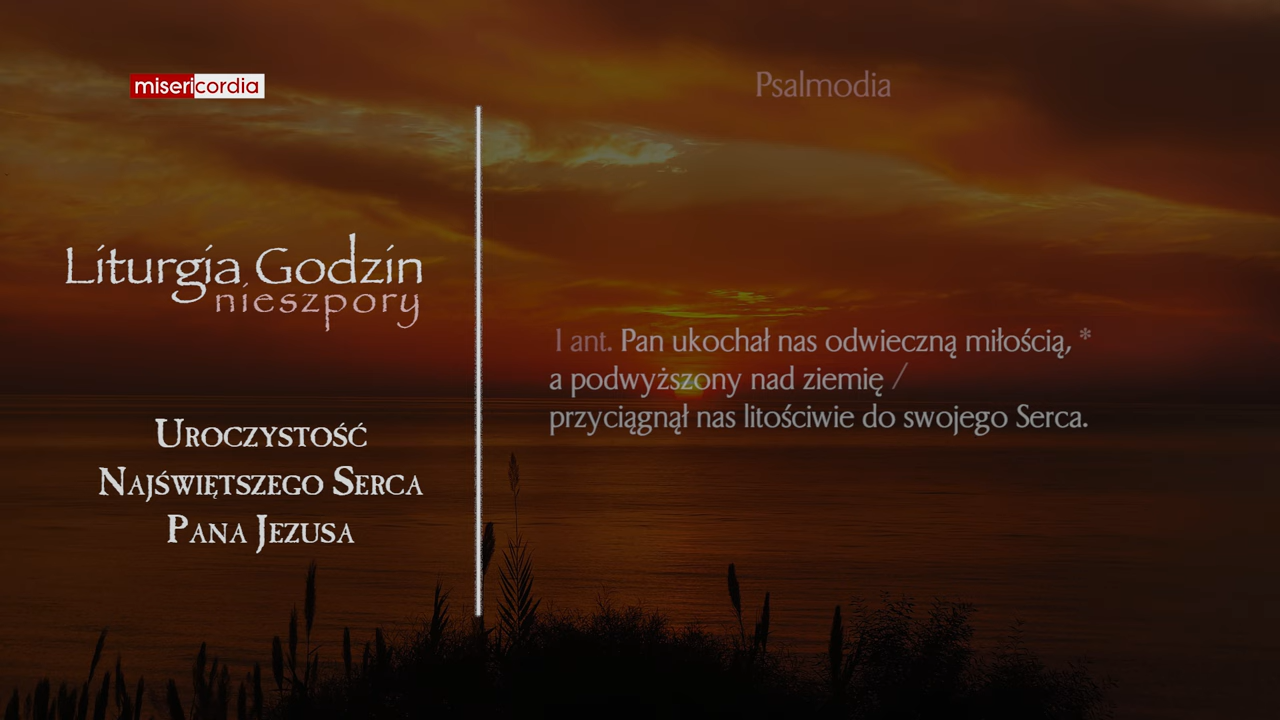 misericordia
Liturgia Godzin
nieszpory
Uroczystość
Najświętszego Serca
Pana Jezusa
Psalmodia
1 ant. Pan ukochał nas odwieczną miłością, *
a podwyższony nad ziemię /
przyciągnął nas litościwie do swojego Serca.